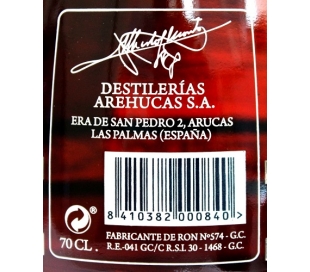 DESTILERÍAS
AREHUCAS S.A.
ERA DE SAN PEDRO 2, ARUCAS
LAS PALMAS (ESPAÑA)
8 410382 000840 >
70 CL.
FABRICANTE DE RON Nº574 - G.C.
R.E.-041 GC/C R.S.I. 30 - 1468 - G.C.